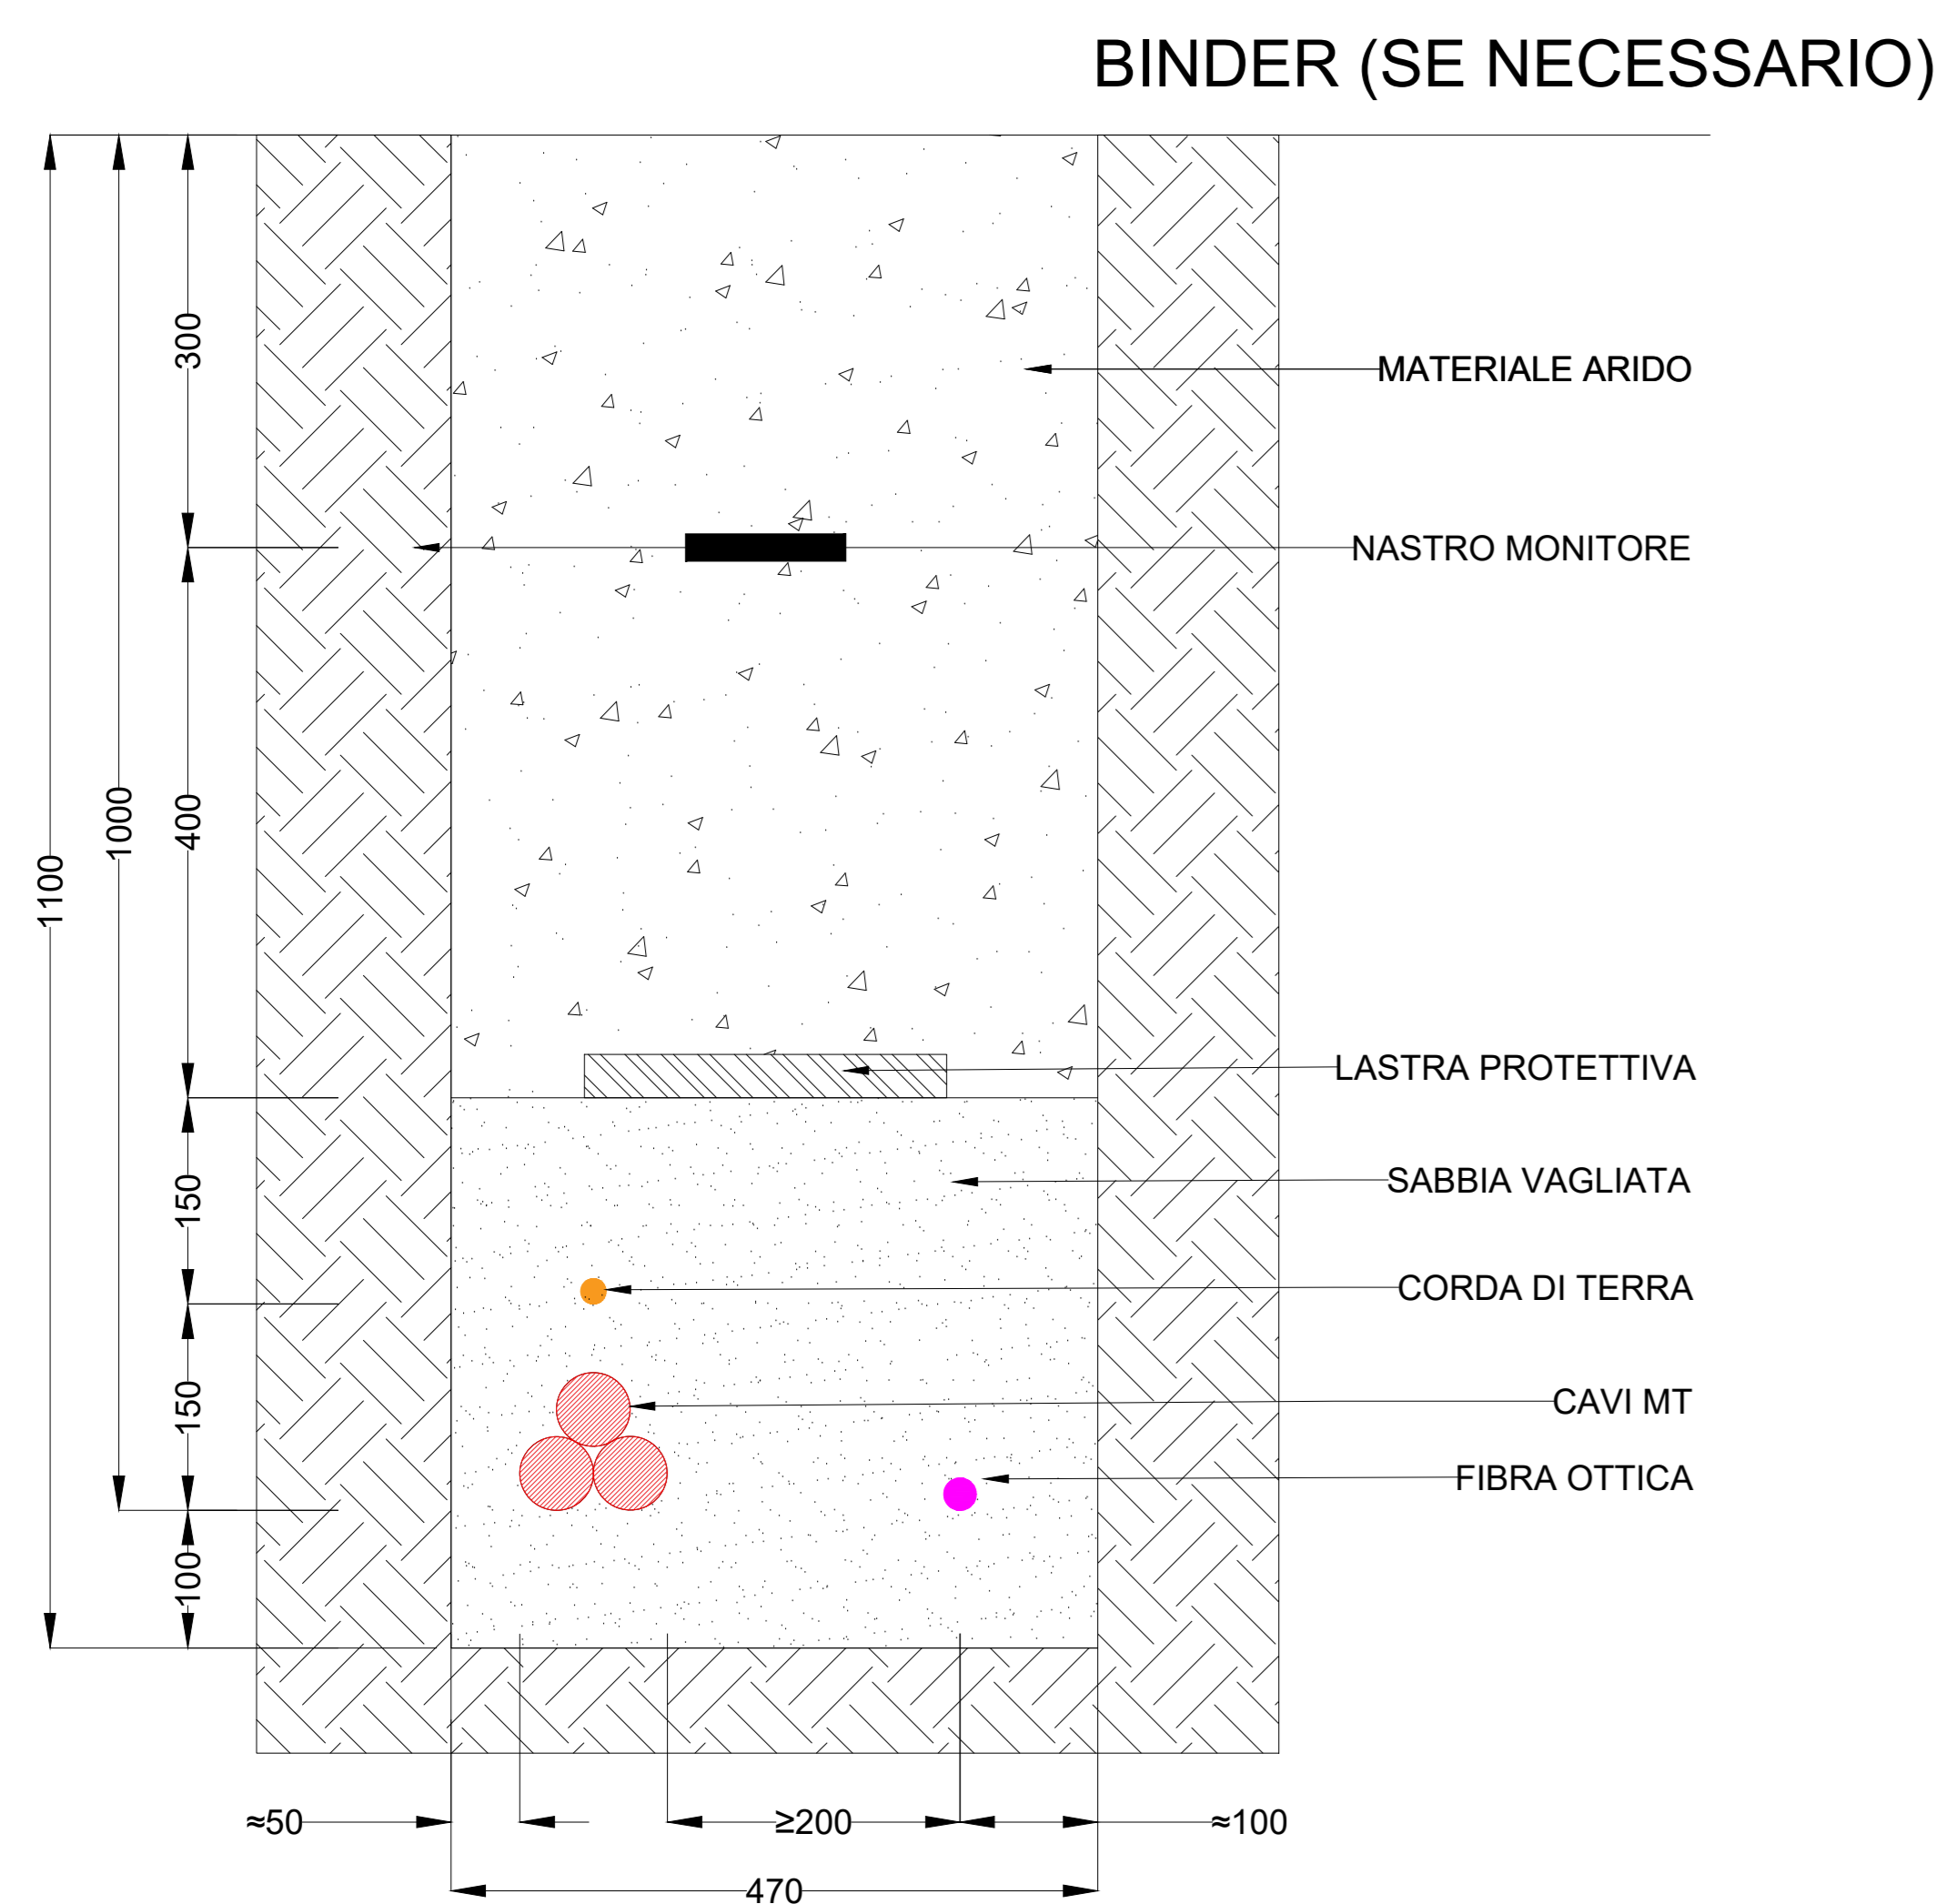 BINDER (SE NECESSARIO)
300
MATERIALE ARIDO
NASTRO MONITORE
400
1000
1100
LASTRA PROTETTIVA
150
SABBIA VAGLIATA
CORDA DI TERRA
150
CAVI MT
FIBRA OTTICA
100
≈50
≥200
≈100
470